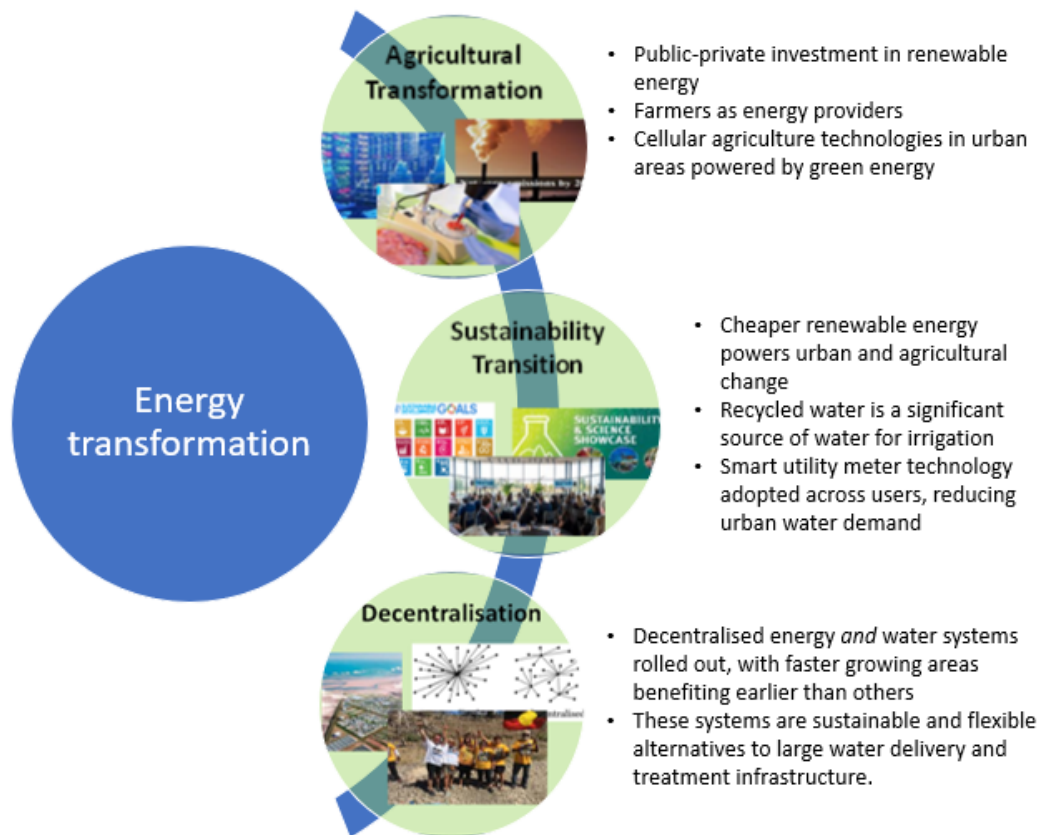 Agricultural
Transformation
emissions by 20
• Public-private investment in renewable
energy
• Farmers as energy providers
• Cellular agriculture technologies in urban
areas powered by green energy
Energy
transformation
Sustainability
Transition
GOALS
SUSTAINABILITY
& SCIENCE
SHOWCASE
• Cheaper renewable energy
powers urban and agricultural
change
• Recycled water is a significant
source of water for irrigation
• Smart utility meter technology
adopted across users, reducing
urban water demand
Decentralisation
• Decentralised energy and water systems
rolled out, with faster growing areas
benefiting earlier than others
• These systems are sustainable and flexible
alternatives to large water delivery and
treatment infrastructure.